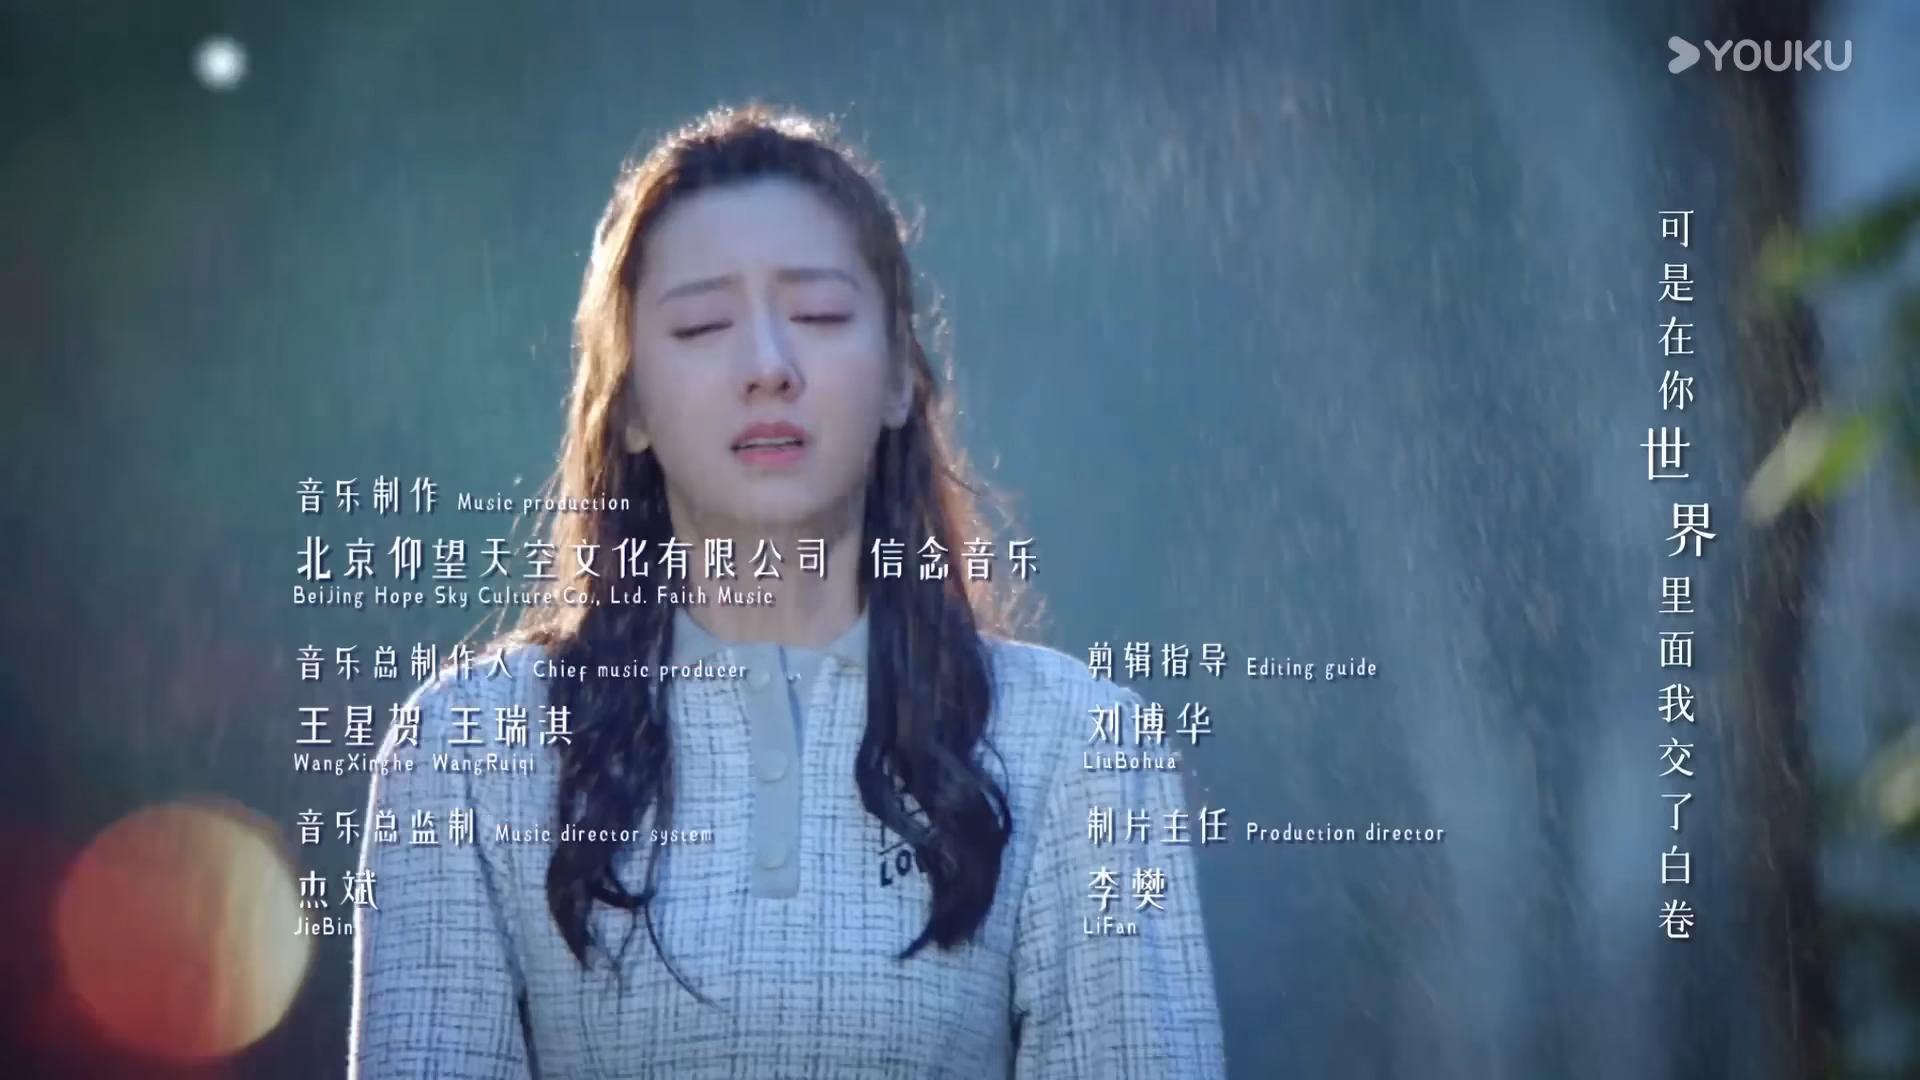 YOUKU
音乐制作 Music production
北京仰望天空文化有限公司 信念音乐
BeiJing Hope Sky Culture Co., Ltd. Faith Music
音乐总制作人 Chief music producer
王星贺 王瑞淇
WangXinghe WangRuiqi
音乐总监制 Music director system
杰斌
JieBin
剪辑指导 Editing guide
刘博华
LiuBohua
制片主任 Production director
李樊
LiFan
可是在你世界里面我交了白卷